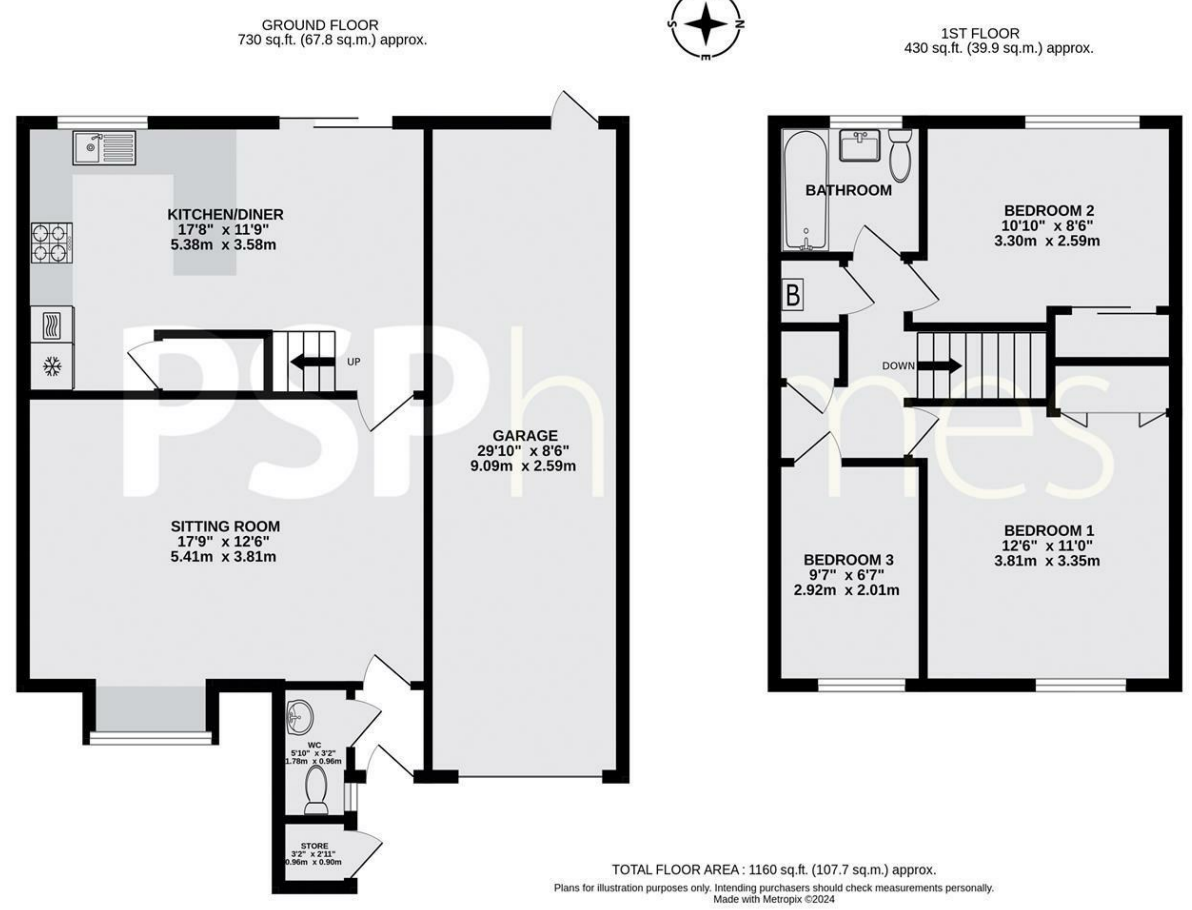 GROUND FLOOR
730 sq.ft. (67.8 sq.m.) approx.
N
E
S
1ST FLOOR
430 sq.ft. (39.9 sq.m.) approx.
KITCHEN/DINER
17'8" x 11'9"
5.38m x 3.58m
UP
SITTING ROOM
17'9" x 12'6"
5.41m x 3.81m
GARAGE
29'10" x 8'6"
9.09m x 2.59m
WC
5'10" x 3'2"
1.78m x 0.96m
STORE
3'2" x 2'11"
0.96m x 0.90m
BATHROOM
B
BEDROOM 2
10'10" x 8'6"
3.30m x 2.59m
DOWN
BEDROOM 1
12'6" x 11'0"
3.81m x 3.35m
BEDROOM 3
9'7" x 6'7"
2.92m x 2.01m
PSPhomes
TOTAL FLOOR AREA : 1160 sq.ft. (107.7 sq.m.) approx.
Plans for illustration purposes only. Intending purchasers should check measurements personally.
Made with Metropix ©2024